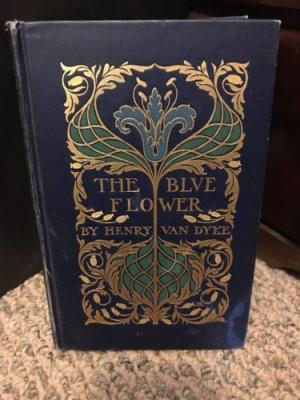 THE BLVE
FLOWER
BY HENRY VAN DYKE